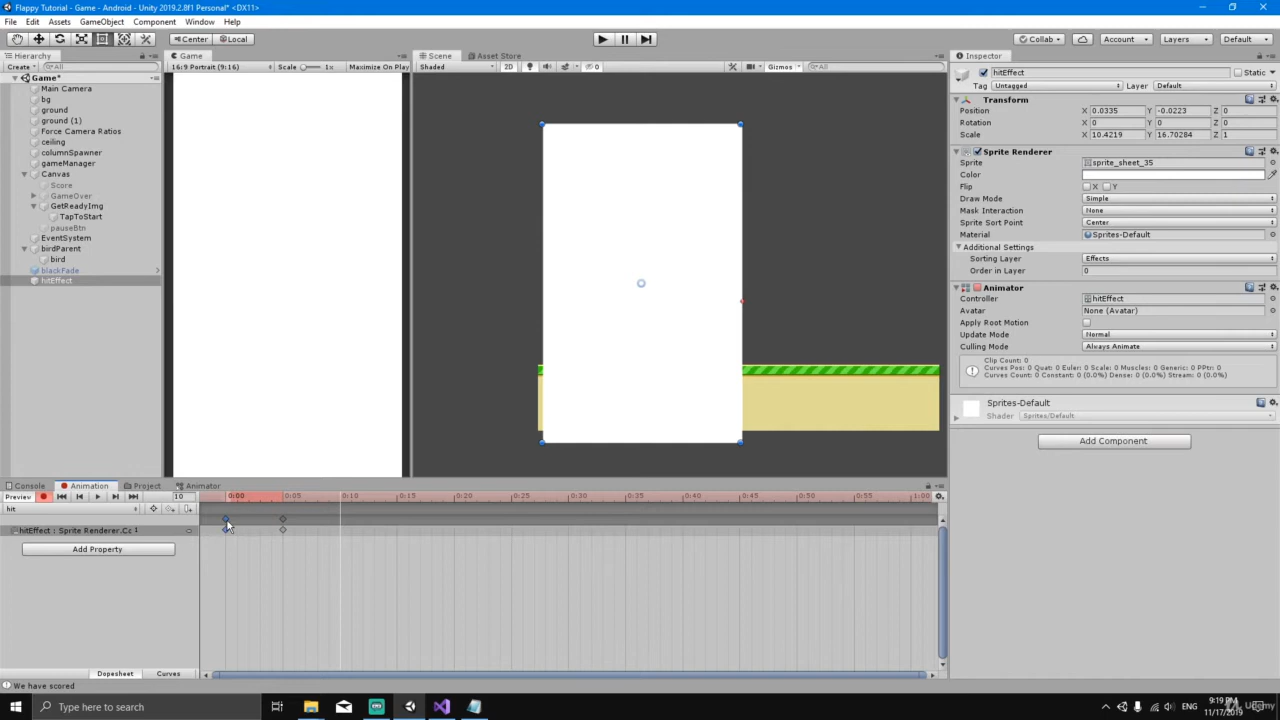 Flappy Tutorial - Game - Android - Unity 2019.2.8f1 Personal* <DX11>
File Edit Assets GameObject Component Window Help
Center Local Collab Account Layers Default
Hierarchy Game Scene Asset Store Inspector
Create All 16:9 Portrait (9:16) Scale 1x Maximize On Play Shaded 2D 0 Gizmos All
hitEffect Static
Tag Untagged Layer Default
Game*
Main Camera
bg
ground
ground (1)
Force Camera Ratios
ceiling
columnSpawner
gameManager
Canvas
Score
GameOver
GetReadyImg
TapToStart
pauseBtn
EventSystem
birdParent
bird
blackFade
hitEffect
Transform
Position X 0.0335 Y -0.0223 Z 0
Rotation X 0 Y 0 Z 0
Scale X 10.4219 Y 16.70284 Z 1
Sprite Renderer
Sprite sprite_sheet_35
Color
Flip X Y
Draw Mode Simple
Mask Interaction None
Sprite Sort Point Center
Material Sprites-Default
Additional Settings
Sorting Layer Effects
Order in Layer 0
Animator
Controller hitEffect
Avatar None (Avatar)
Apply Root Motion
Update Mode Normal
Culling Mode Always Animate
Clip Count: 0
Curves Pos: 0 Quat: 0 Euler: 0 Scale: 0 Muscles: 0 Generic: 0 PPtr: 0
Curves Count: 0 Constant: 0 (0.0%) Dense: 0 (0.0%) Stream: 0 (0.0%)
Sprites-Default
Shader Sprites/Default
Add Component
Console Animation Project Animator
Preview 10 0:00 0:05 0:10 0:15 0:20 0:25 0:30 0:35 0:40 0:45 0:50 0:55 1:00
hit
hitEffect : Sprite Renderer.Cc
Add Property
Dopesheet Curves
We have scored
Type here to search
ENG
9:19 PM
11/17/2019
Udemy